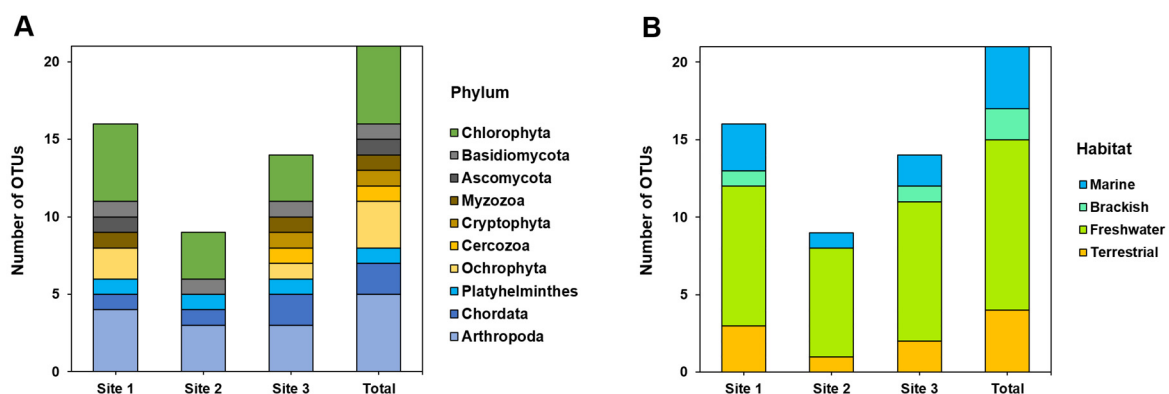 A
Number of OTUs
20
15
10
5
0
Site 1
Site 2
Site 3
Total
Phylum
Chlorophyta
Basidiomycota
Ascomycota
Myzozoa
Cryptophyta
Cercozoa
Ochrophyta
Platyhelminthes
Chordata
Arthropoda
B
Number of OTUs
20
15
10
5
0
Site 1
Site 2
Site 3
Total
Habitat
Marine
Brackish
Freshwater
Terrestrial